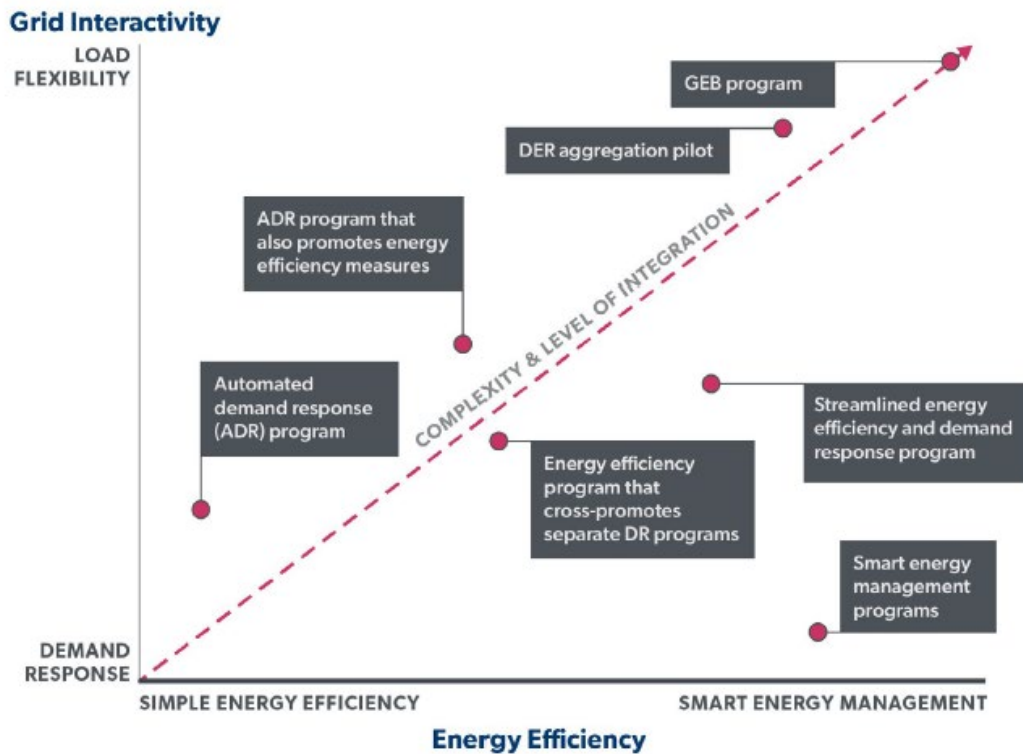 Grid Interactivity
LOAD
FLEXIBILITY
GEB program
DER aggregation pilot
ADR program that
also promotes energy
efficiency measures
COMPLEXITY & LEVEL OF INTEGRATION
Automated
demand response
(ADR) program
Streamlined energy
efficiency and demand
response program
Energy efficiency
program that
cross-promotes
separate DR programs
Smart energy
management
programs
DEMAND
RESPONSE
SIMPLE ENERGY EFFICIENCY
SMART ENERGY MANAGEMENT
Energy Efficiency